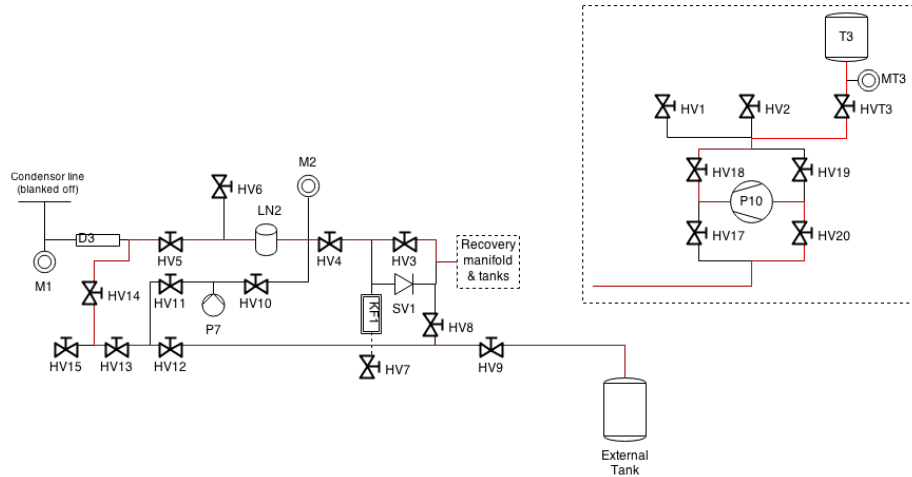 T3
MT3
HV1
HV2
HVT3
HV18
HV19
P10
HV17
HV20
M2
Condensor line
(blanked off)
HV6
LN2
D3
M1
HV5
HV4
HV3
Recovery
manifold
& tanks
HV14
HV11
HV10
P7
KF1
SV1
HV8
HV15
HV13
HV12
HV7
HV9
External
Tank